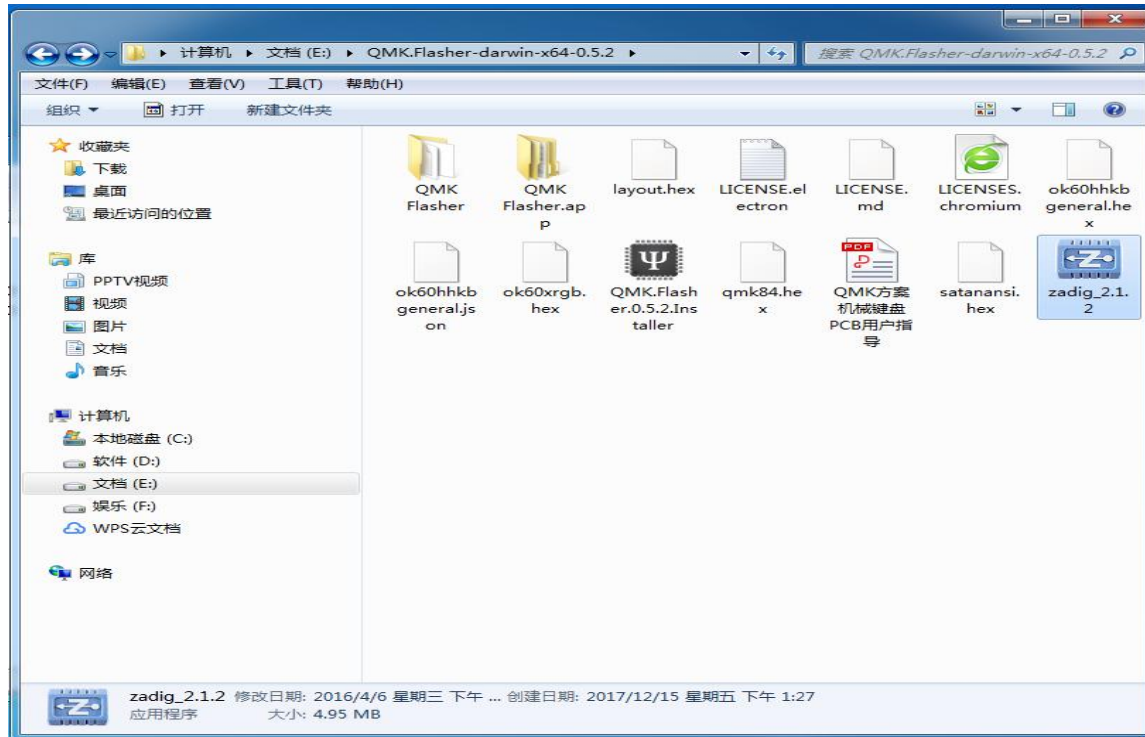 计算机 ▸ 文档 (E:) ▸ QMK.Flasher-darwin-x64-0.5.2 ▸
搜索 QMK.Flasher-darwin-x64-0.5.2
文件(F) 编辑(E) 查看(V) 工具(T) 帮助(H)
组织 打开 新建文件夹
收藏夹
下载
桌面
最近访问的位置
库
PPTV视频
视频
图片
文档
音乐
计算机
本地磁盘 (C:)
软件 (D:)
文档 (E:)
娱乐 (F:)
WPS云文档
网络
QMK
Flasher
QMK
Flasher.ap
p
layout.hex
LICENSE.el
ectron
LICENSE.
md
LICENSES.
chromium
ok60hhkb
general.he
x
ok60hhkb
general.js
on
ok60xrgb.
hex
QMK.Flash
er.0.5.2.Ins
taller
qmk84.he
x
PDF
QMK方案
机械键盘
PCB用户指
导
satanansi.
hex
zadig_2.1.
2
zadig_2.1.2 修改日期: 2016/4/6 星期三 下午 ... 创建日期: 2017/12/15 星期五 下午 1:27
应用程序 大小: 4.95 MB